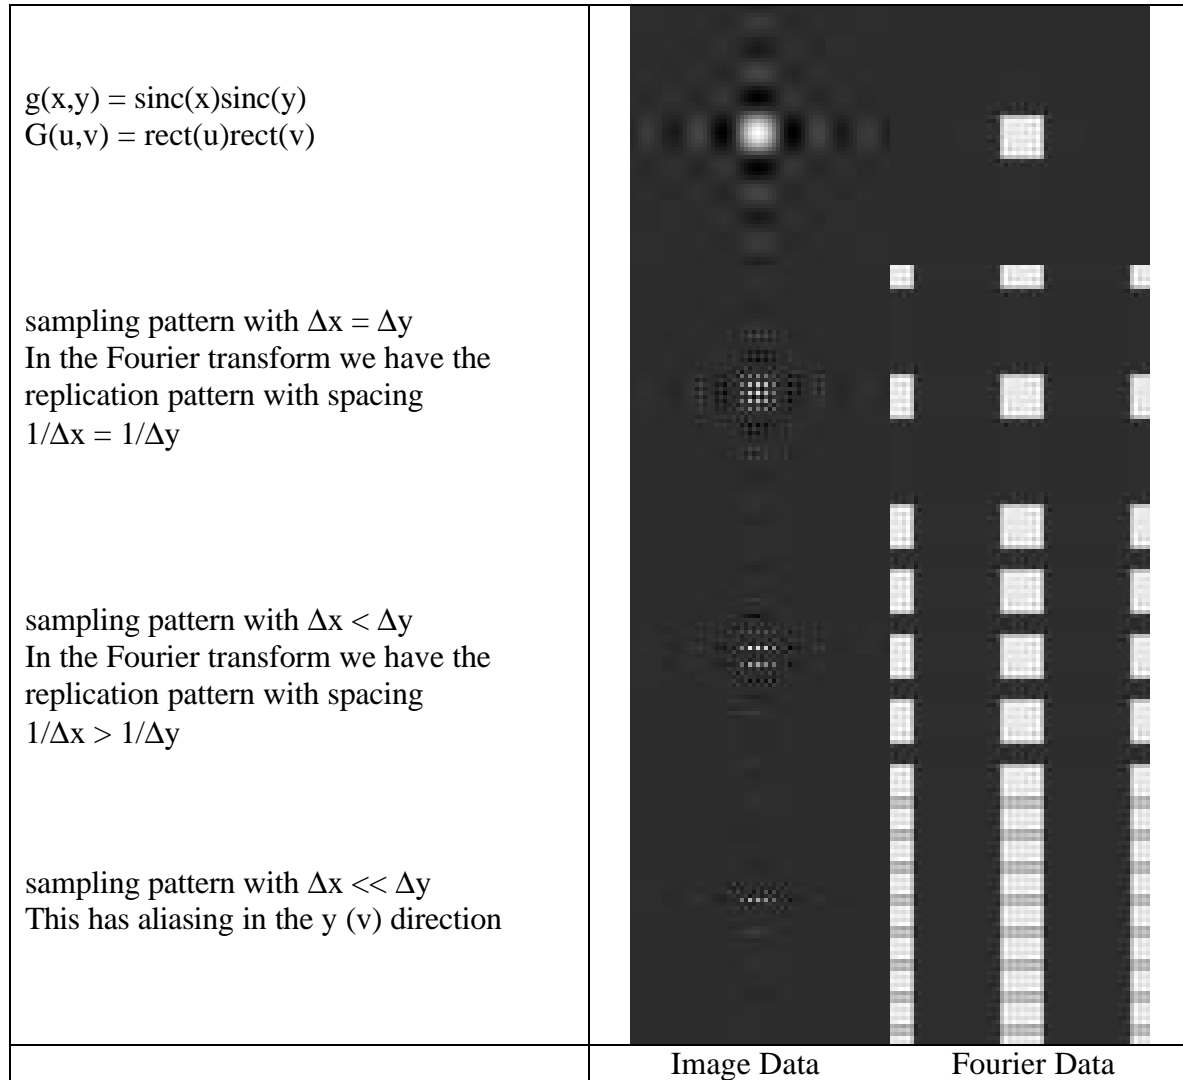 g(x,y) = sinc(x)sinc(y)
G(u,v) = rect(u)rect(v)
sampling pattern with Δx = Δy
In the Fourier transform we have the
replication pattern with spacing
1/Δx = 1/Δy
sampling pattern with Δx < Δy
In the Fourier transform we have the
replication pattern with spacing
1/Δx > 1/Δy
sampling pattern with Δx << Δy
This has aliasing in the y (v) direction
Image Data Fourier Data